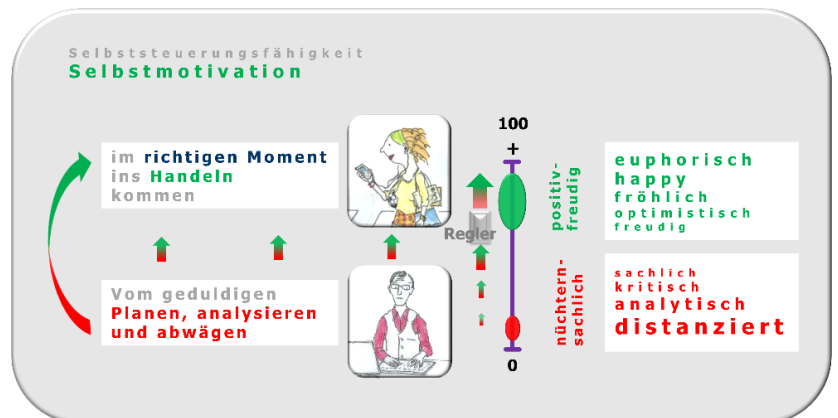 Selbststeuerungsfähigkeit
Selbstmotivation
im richtigen Moment
ins Handeln
kommen
Vom geduldigen
Planen, analysieren
und abwägen
100
+
Regler
0
positiv-
freudig
nüchtern-
sachlich
euphorisch
happy
fröhlich
optimistisch
freudig
sachlich
kritisch
analytisch
distanziert